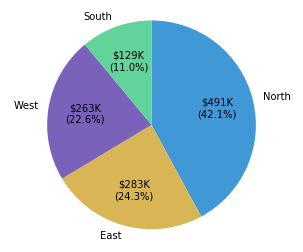 South
$129K
(11.0%)
$491K
(42.1%)
North
West
$263K
(22.6%)
$283K
(24.3%)
East